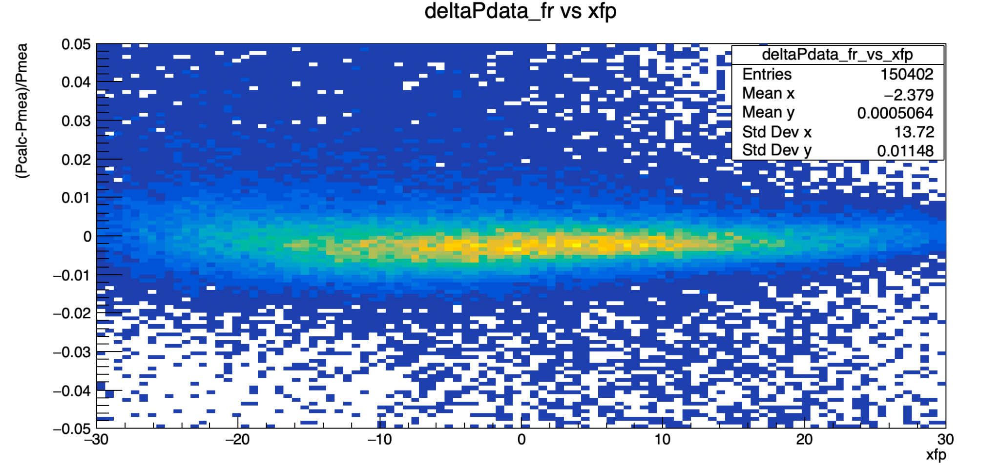 deltaPdata_fr vs xfp
(Pcalc-Pmea)/Pmea
0.05
0.04
0.03
0.02
0.01
0
−0.01
−0.02
−0.03
−0.04
−0.05
deltaPdata_fr_vs_xfp
Entries 150402
Mean x −2.379
Mean y 0.0005064
Std Dev x 13.72
Std Dev y 0.01148
−30 −20 −10 0 10 20 30
xfp